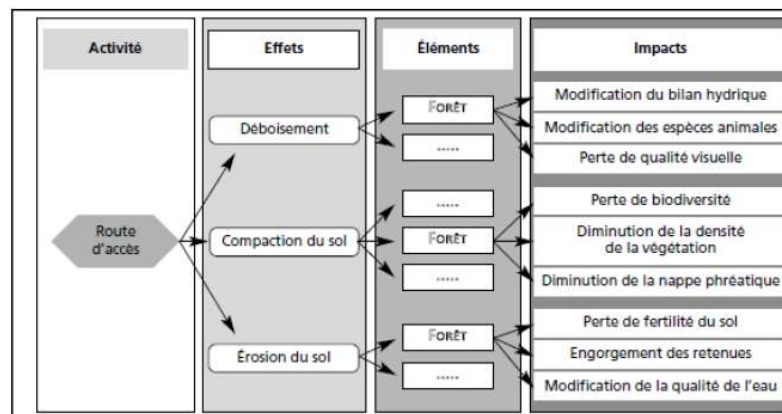 Activité
Effets
Éléments
Impacts
Route
d'accès
Déboisement
FORÊT
.....
Modification du bilan hydrique
Modification des espèces animales
Perte de qualité visuelle
Compaction du sol
.....
FORÊT
.....
Perte de biodiversité
Diminution de la densité
de la végétation
Diminution de la nappe phréatique
Érosion du sol
FORÊT
.....
Perte de fertilité du sol
Engorgement des retenues
Modification de la qualité de l'eau